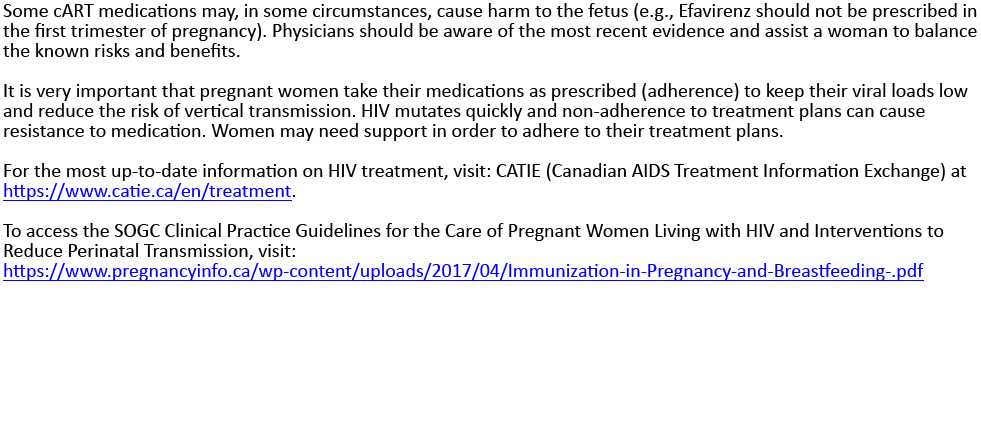 Some cART medications may, in some circumstances, cause harm to the fetus (e.g., Efavirenz should not be prescribed in
the first trimester of pregnancy). Physicians should be aware of the most recent evidence and assist a woman to balance
the known risks and benefits.
It is very important that pregnant women take their medications as prescribed (adherence) to keep their viral loads low
and reduce the risk of vertical transmission. HIV mutates quickly and non-adherence to treatment plans can cause
resistance to medication. Women may need support in order to adhere to their treatment plans.
For the most up-to-date information on HIV treatment, visit: CATIE (Canadian AIDS Treatment Information Exchange) at
https://www.catie.ca/en/treatment.
To access the SOGC Clinical Practice Guidelines for the Care of Pregnant Women Living with HIV and Interventions to
Reduce Perinatal Transmission, visit:
https://www.pregnancyinfo.ca/wp-content/uploads/2017/04/Immunization-in-Pregnancy-and-Breastfeeding-.pdf